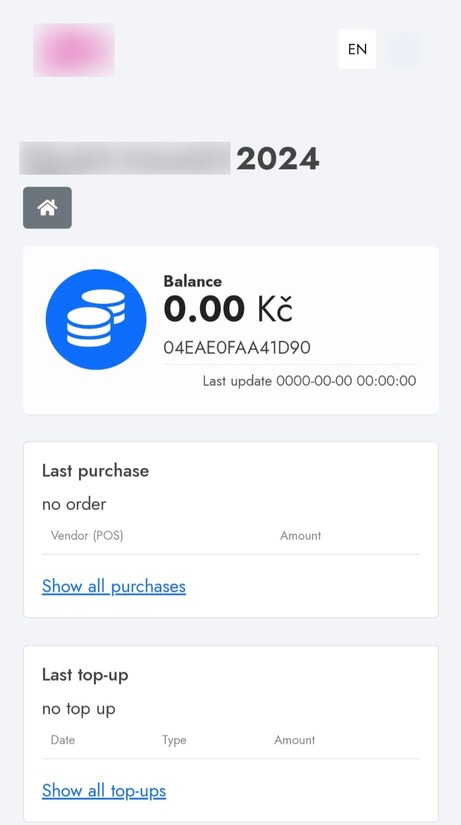 EN
2024
Balance
0.00 Kč
04EAE0FAA41D90
Last update 0000-00-00 00:00:00
Last purchase
no order
Vendor (POS) Amount
Show all purchases
Last top-up
no top up
Date Type Amount
Show all top-ups